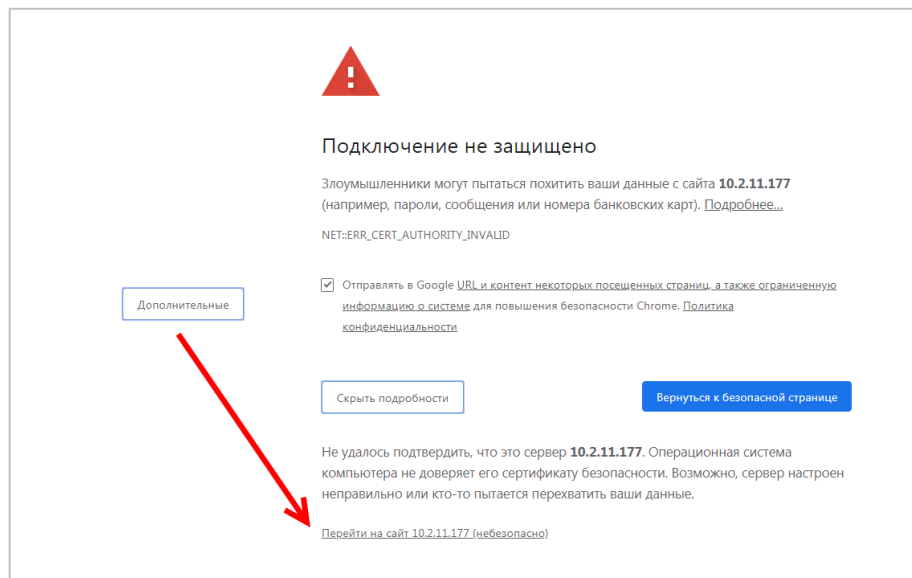 Подключение не защищено
Злоумышленники могут пытаться похитить ваши данные с сайта 10.2.11.177
(например, пароли, сообщения или номера банковских карт). Подробнее...
NET::ERR_CERT_AUTHORITY_INVALID
Отправлять в Google URL и контент некоторых посещенных страниц, а также ограниченную
информацию о системе для повышения безопасности Chrome. Политика
конфиденциальности
Дополнительные
Скрыть подробности
Вернуться к безопасной странице
Не удалось подтвердить, что это сервер 10.2.11.177. Операционная система
компьютера не доверяет его сертификату безопасности. Возможно, сервер настроен
неправильно или кто-то пытается перехватить ваши данные.
Перейти на сайт 10.2.11.177 (небезопасно)